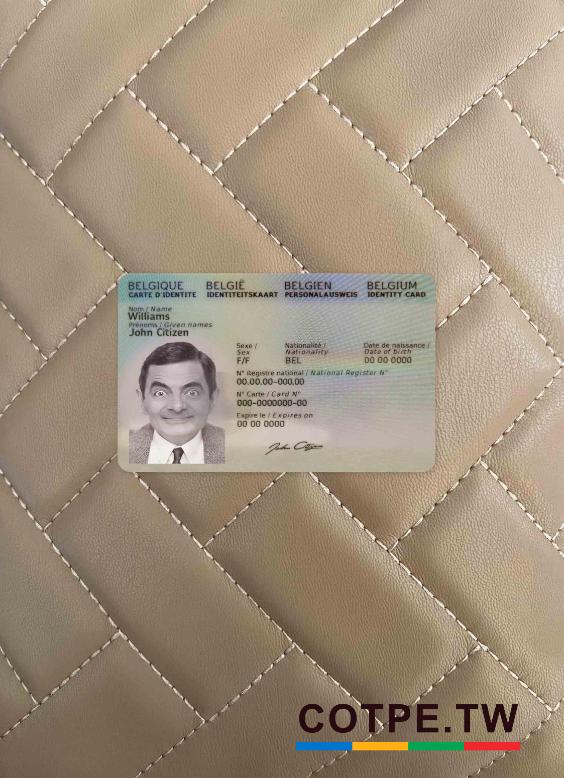 BELGIQUE BELGIË BELGIEN BELGIUM
CARTE D'IDENTITE IDENTITEITSKAART PERSONALAUSWEIS IDENTITY CARD
Nom / Name
Williams
Prénoms / Given names
John Citizen
Sexe / Nationalité / Date de naissance /
Sex Nationality Date of birth
F/F BEL 00 00 0000
N° Registre national / National Register N°
00.00.00-000.00
N° Carte / Card N°
000-0000000-00
Expire le / Expires on
00 00 0000
John Citizen
COTPE.TW